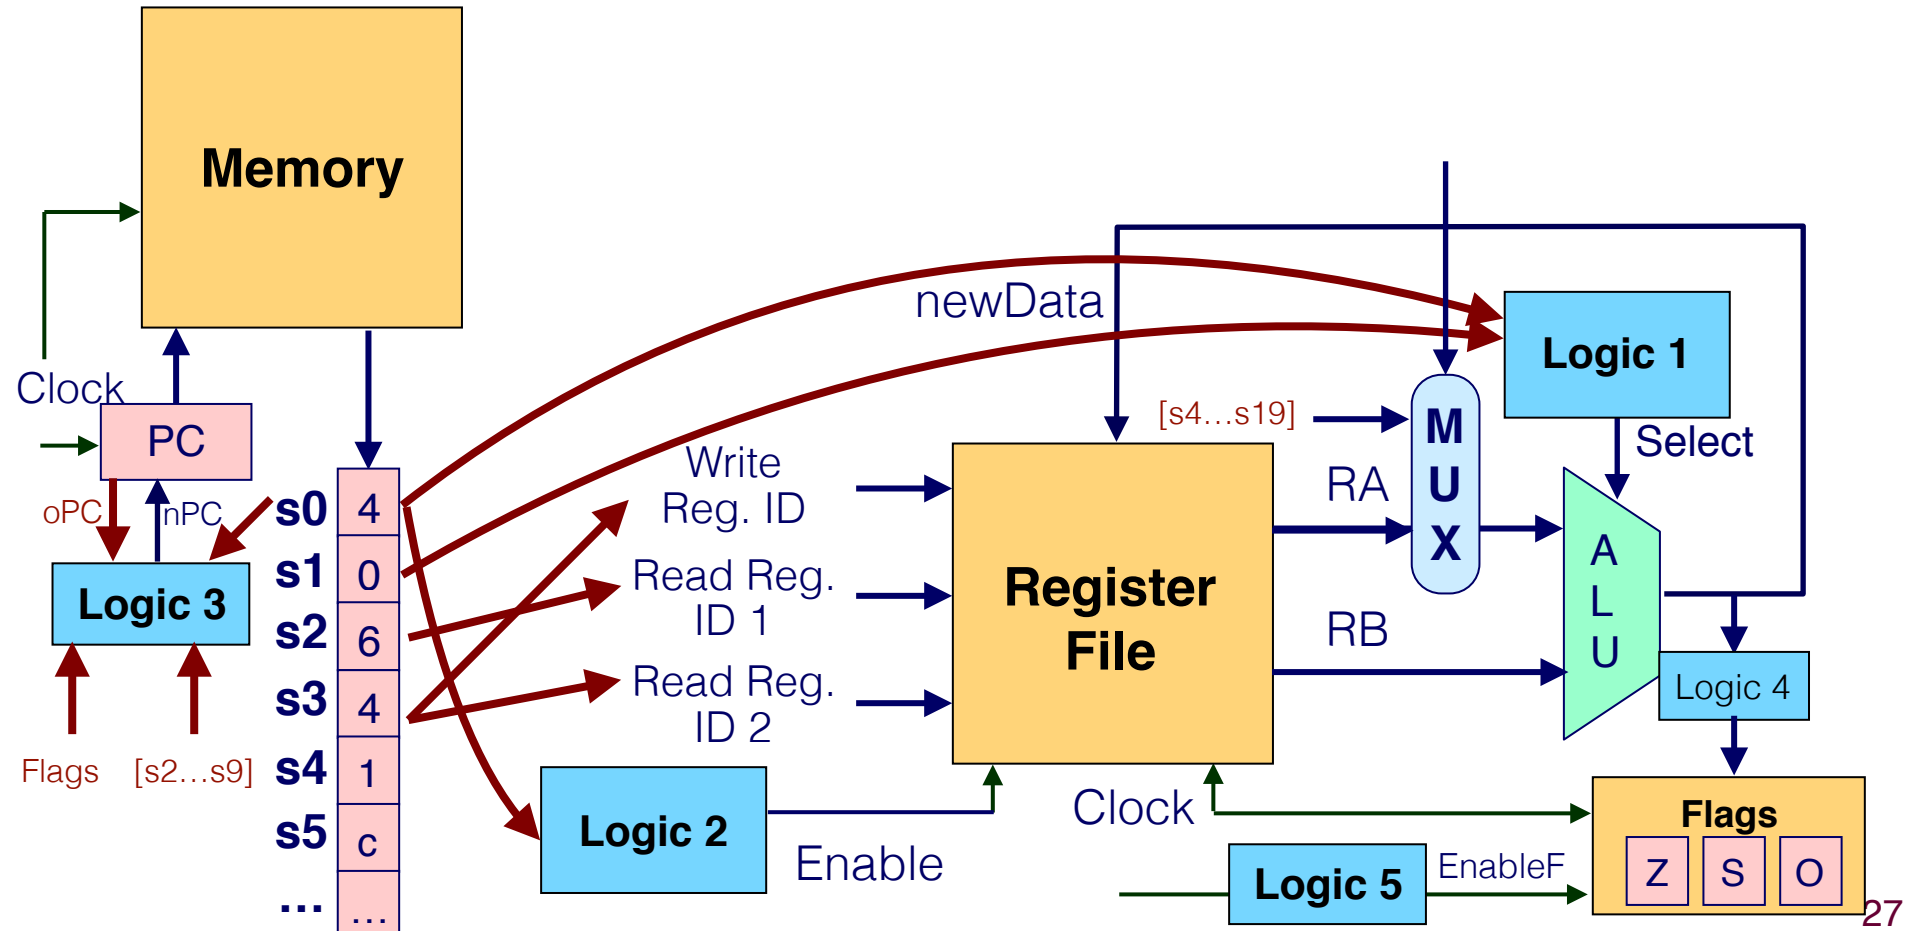 Memory
newData
Logic 1
Clock
[s4...s19]
M
U
X
PC
Select
Write
Reg. ID
RA
oPC
nPC
s0 4
s1 0
Read Reg.
ID 1
Register
File
A
L
U
Logic 3
s2 6
RB
s3 4
Read Reg.
ID 2
Logic 4
Flags
[s2...s9]
s4 1
Clock
Flags
s5 c
Logic 2
Enable
Logic 5
EnableF
Z S O
... ...
27